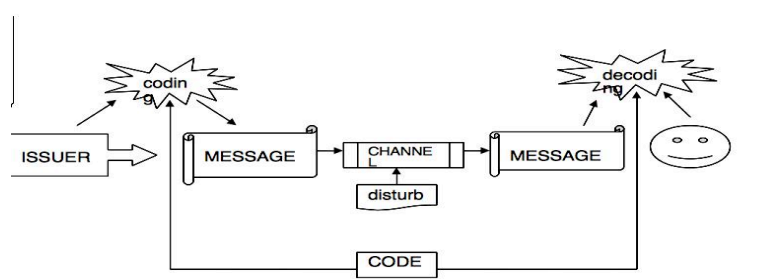 codin
g
decodi
ng
ISSUER
MESSAGE
CHANNE
L
MESSAGE
disturb
CODE